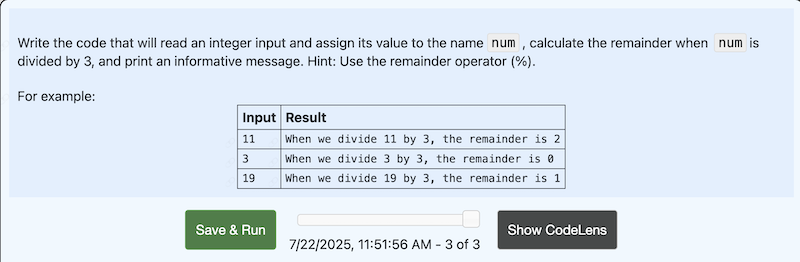 Write the code that will read an integer input and assign its value to the name num , calculate the remainder when num is
divided by 3, and print an informative message. Hint: Use the remainder operator (%).
For example:
Input Result
11 When we divide 11 by 3, the remainder is 2
3 When we divide 3 by 3, the remainder is 0
19 When we divide 19 by 3, the remainder is 1
Save & Run
7/22/2025, 11:51:56 AM - 3 of 3
Show CodeLens